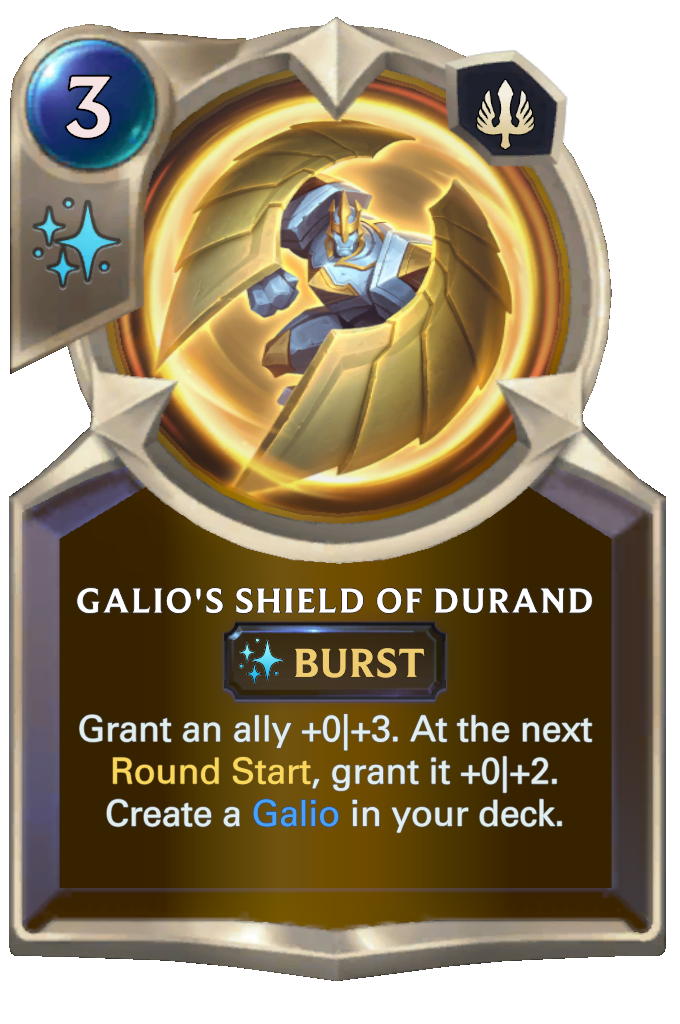 3
GALIO'S SHIELD OF DURAND
BURST
Grant an ally +0|+3. At the next
Round Start, grant it +0|+2.
Create a Galio in your deck.